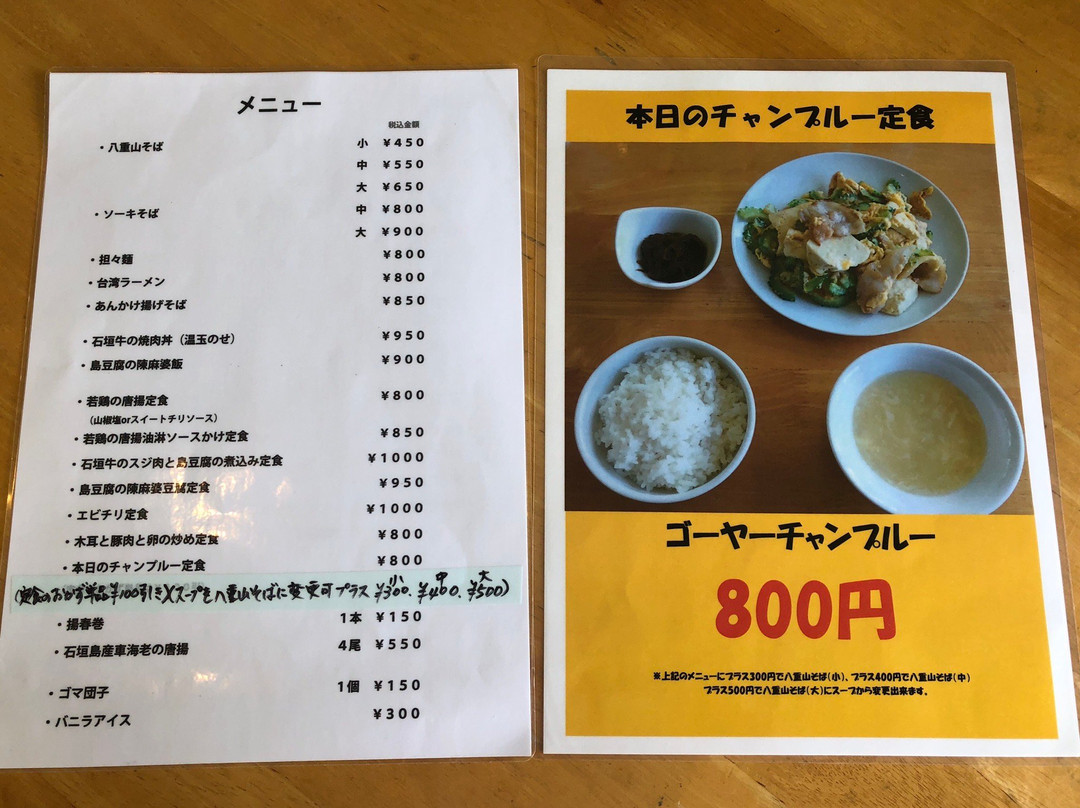 メニュー
税込金額
・八重山そば 小 ¥450
中 ¥550
大 ¥650
・ソーキそば 中 ¥800
大 ¥900
・担々麵 ¥800
・台湾ラーメン ¥800
・あんかけ揚げそば ¥850
・石垣牛の焼肉丼（温玉のせ） ¥950
・島豆腐の陳麻婆飯 ¥900
・若鶏の唐揚定食 ¥800
（山椒塩orスイートチリソース）
・若鶏の唐揚油淋ソースかけ定食 ¥850
・石垣牛のスジ肉と島豆腐の煮込み定食 ¥1000
・島豆腐の陳麻婆豆腐定食 ¥950
・エビチリ定食 ¥1000
・木耳と豚肉と卵の炒め定食 ¥800
・本日のチャンプルー定食 ¥800
(定食のおかず単品¥100引き)(スープを八重山そばに変更可プラス 小¥300. 中¥400. 大¥500)
・揚春巻 1本 ¥150
・石垣島産車海老の唐揚 4尾 ¥550
・ゴマ団子 1個 ¥150
・バニラアイス ¥300
本日のチャンプルー定食
ゴーヤーチャンプルー
800円
※上記のメニューにプラス300円で八重山そば(小)、プラス400円で八重山そば(中)
プラス500円で八重山そば(大)にスープから変更出来ます。